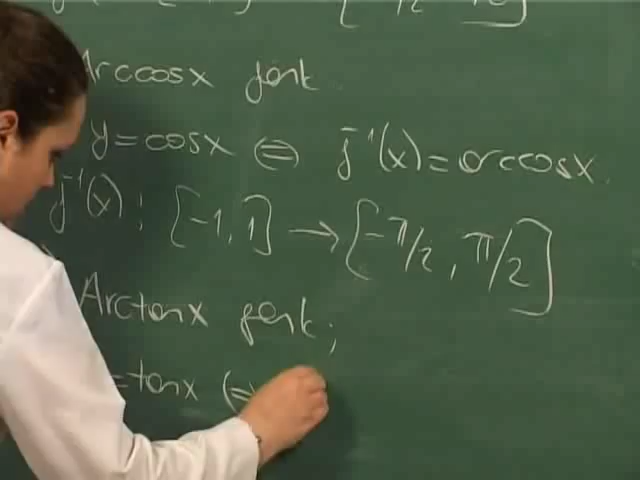 Arccosx fonk
y=cosx ⇔ f⁻¹(x)=arccosx.
f⁻¹(x): [-1,1] → [-π/2, π/2]
Arctanx fonk;
=tanx (=